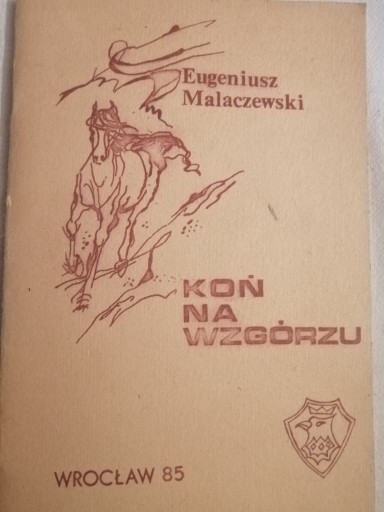 Eugeniusz
Malaczewski
KOŃ
NA
WZGÓRZU
WROCŁAW 85